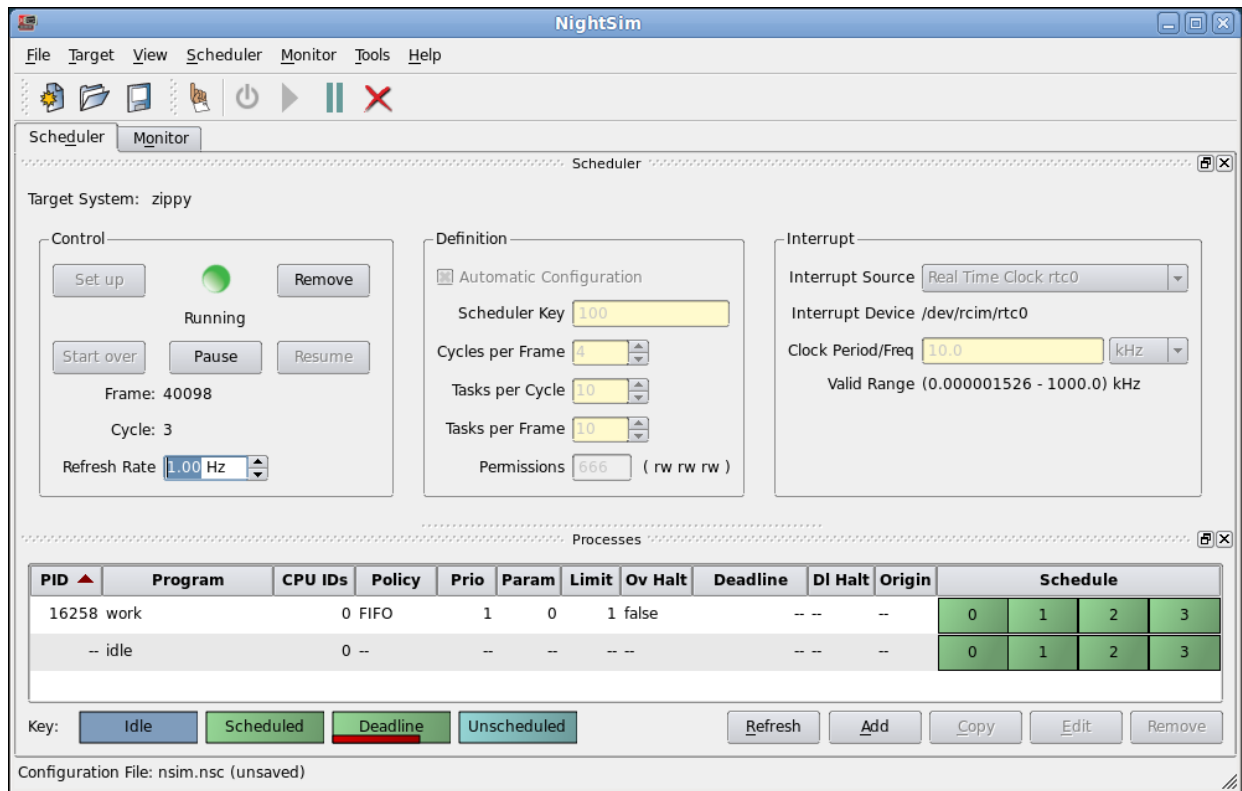 NightSim
File Target View Scheduler Monitor Tools Help
Scheduler Monitor
Scheduler
Target System: zippy
Control
Set up
Remove
Running
Start over Pause Resume
Frame: 40098
Cycle: 3
Refresh Rate 1.00 Hz
Definition
Automatic Configuration
Scheduler Key 100
Cycles per Frame 4
Tasks per Cycle 10
Tasks per Frame 10
Permissions 666 ( rw rw rw )
Interrupt
Interrupt Source Real Time Clock rtc0
Interrupt Device /dev/rcim/rtc0
Clock Period/Freq 10.0 kHz
Valid Range (0.000001526 - 1000.0) kHz
Processes
PID Program CPU IDs Policy Prio Param Limit Ov Halt Deadline Dl Halt Origin Schedule
16258 work 0 FIFO 1 0 1 false -- -- -- 0 1 2 3
-- idle 0 -- -- -- -- -- -- -- -- 0 1 2 3
Key: Idle Scheduled Deadline Unscheduled Refresh Add Copy Edit Remove
Configuration File: nsim.nsc (unsaved)